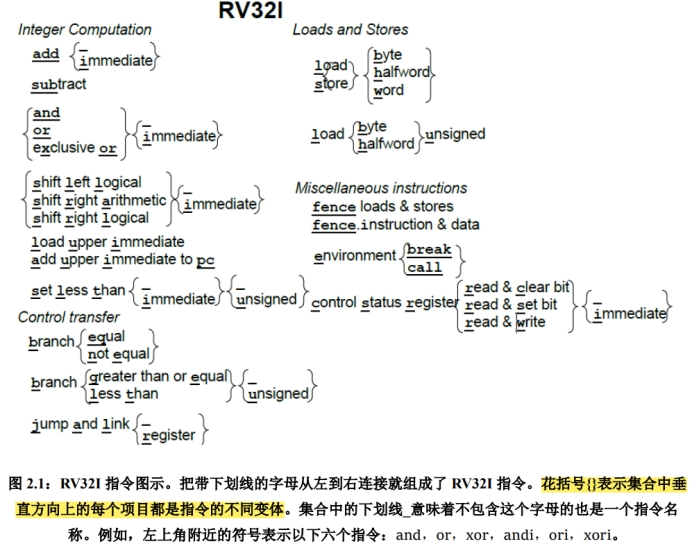 RV32I
Integer Computation
add { _ immediate }
subtract
{ and or exclusive or } { _ immediate }
{ shift left logical shift right arithmetic shift right logical } { _ immediate }
load upper immediate
add upper immediate to pc
set less than { _ immediate } { _ unsigned }
Control transfer
branch { equal not equal }
branch { greater than or equal less than } { _ unsigned }
jump and link { _ register }
Loads and Stores
{ load store } { byte halfword word }
load { byte halfword } unsigned
Miscellaneous instructions
fence loads & stores
fence.instruction & data
environment { break call }
control status register { read & clear bit read & set bit read & write } { _ immediate }
图 2.1：RV32I 指令图示。把带下划线的字母从左到右连接就组成了 RV32I 指令。花括号{}表示集合中垂
直方向上的每个项目都是指令的不同变体。集合中的下划线_意味着不包含这个字母的也是一个指令名
称。例如，左上角附近的符号表示以下六个指令：and，or，xor，andi，ori，xori。